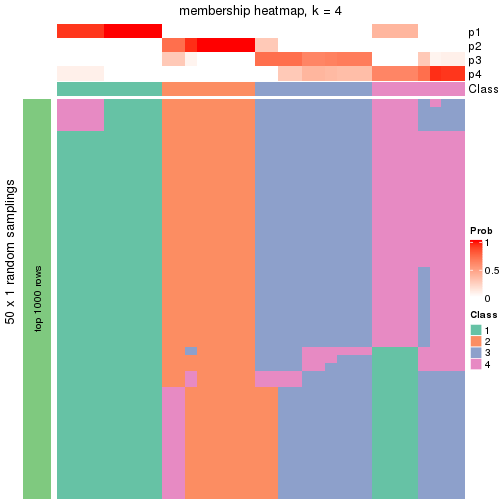 membership heatmap, k = 4
p1
p2
p3
p4
Class
50 x 1 random samplings
top 1000 rows
Prob
1
0.5
0
Class
1
2
3
4